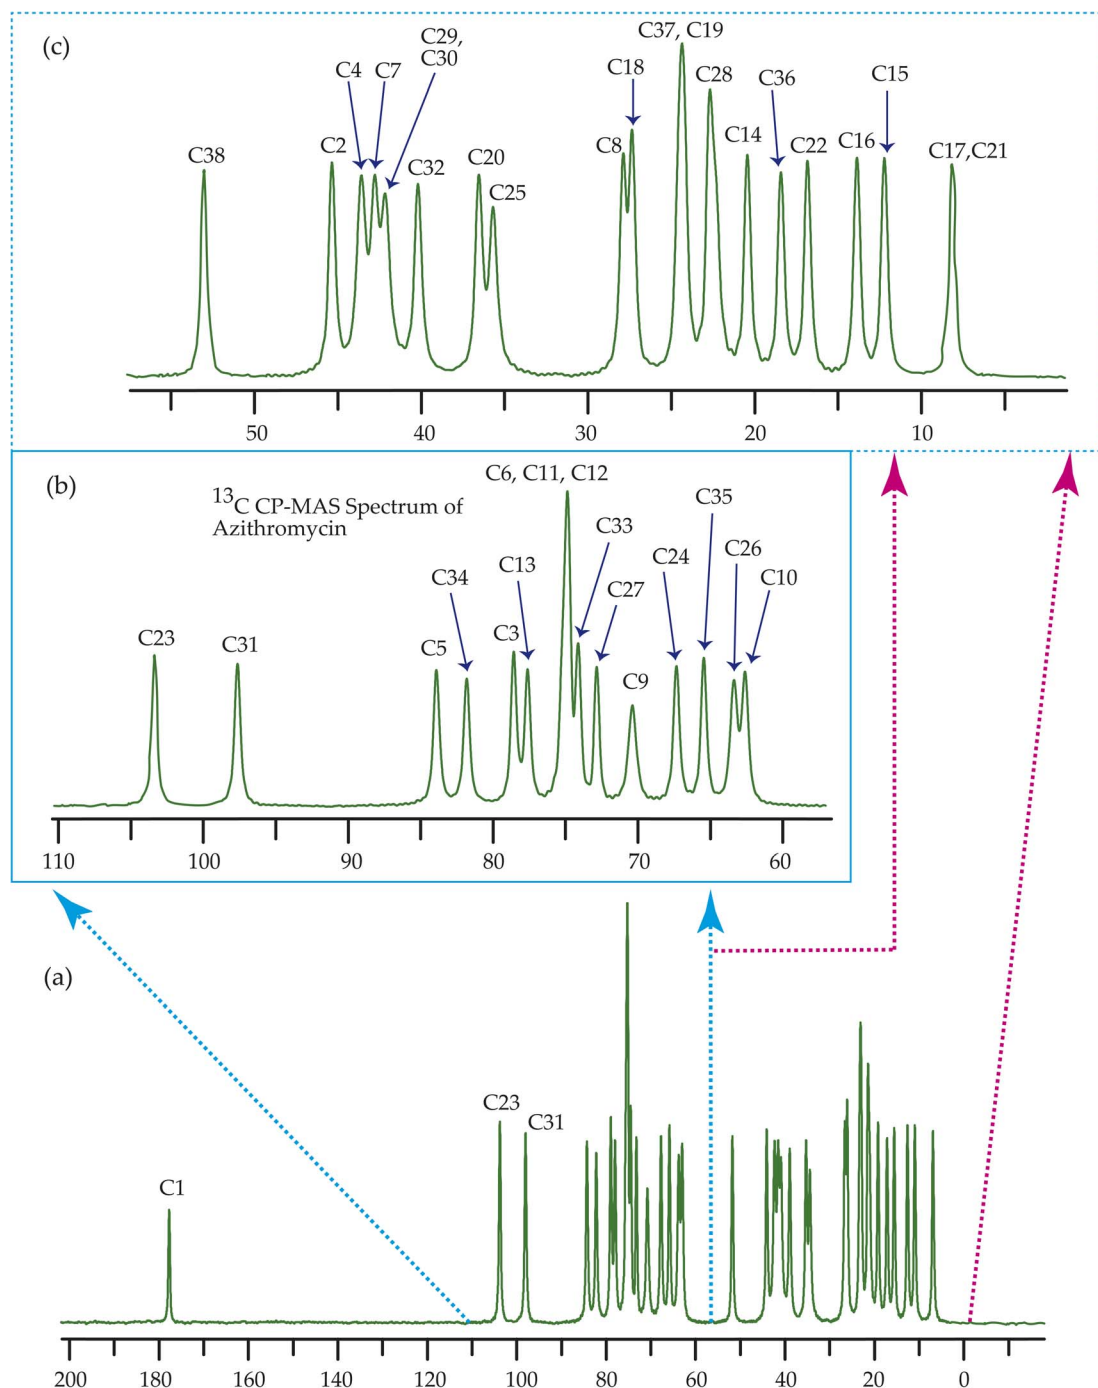 (c)
C38
C2
C4
C7
C29,
C30
C32
C20
C25
C8
C18
C37, C19
C28
C14
C36
C22
C16
C15
C17,C21
50
40
30
20
10
(b)
13C CP-MAS Spectrum of
Azithromycin
C23
C31
C5
C34
C3
C13
C6, C11, C12
C33
C27
C9
C24
C35
C26
C10
110
100
90
80
70
60
(a)
C1
C23
C31
200
180
160
140
120
100
80
60
40
20
0